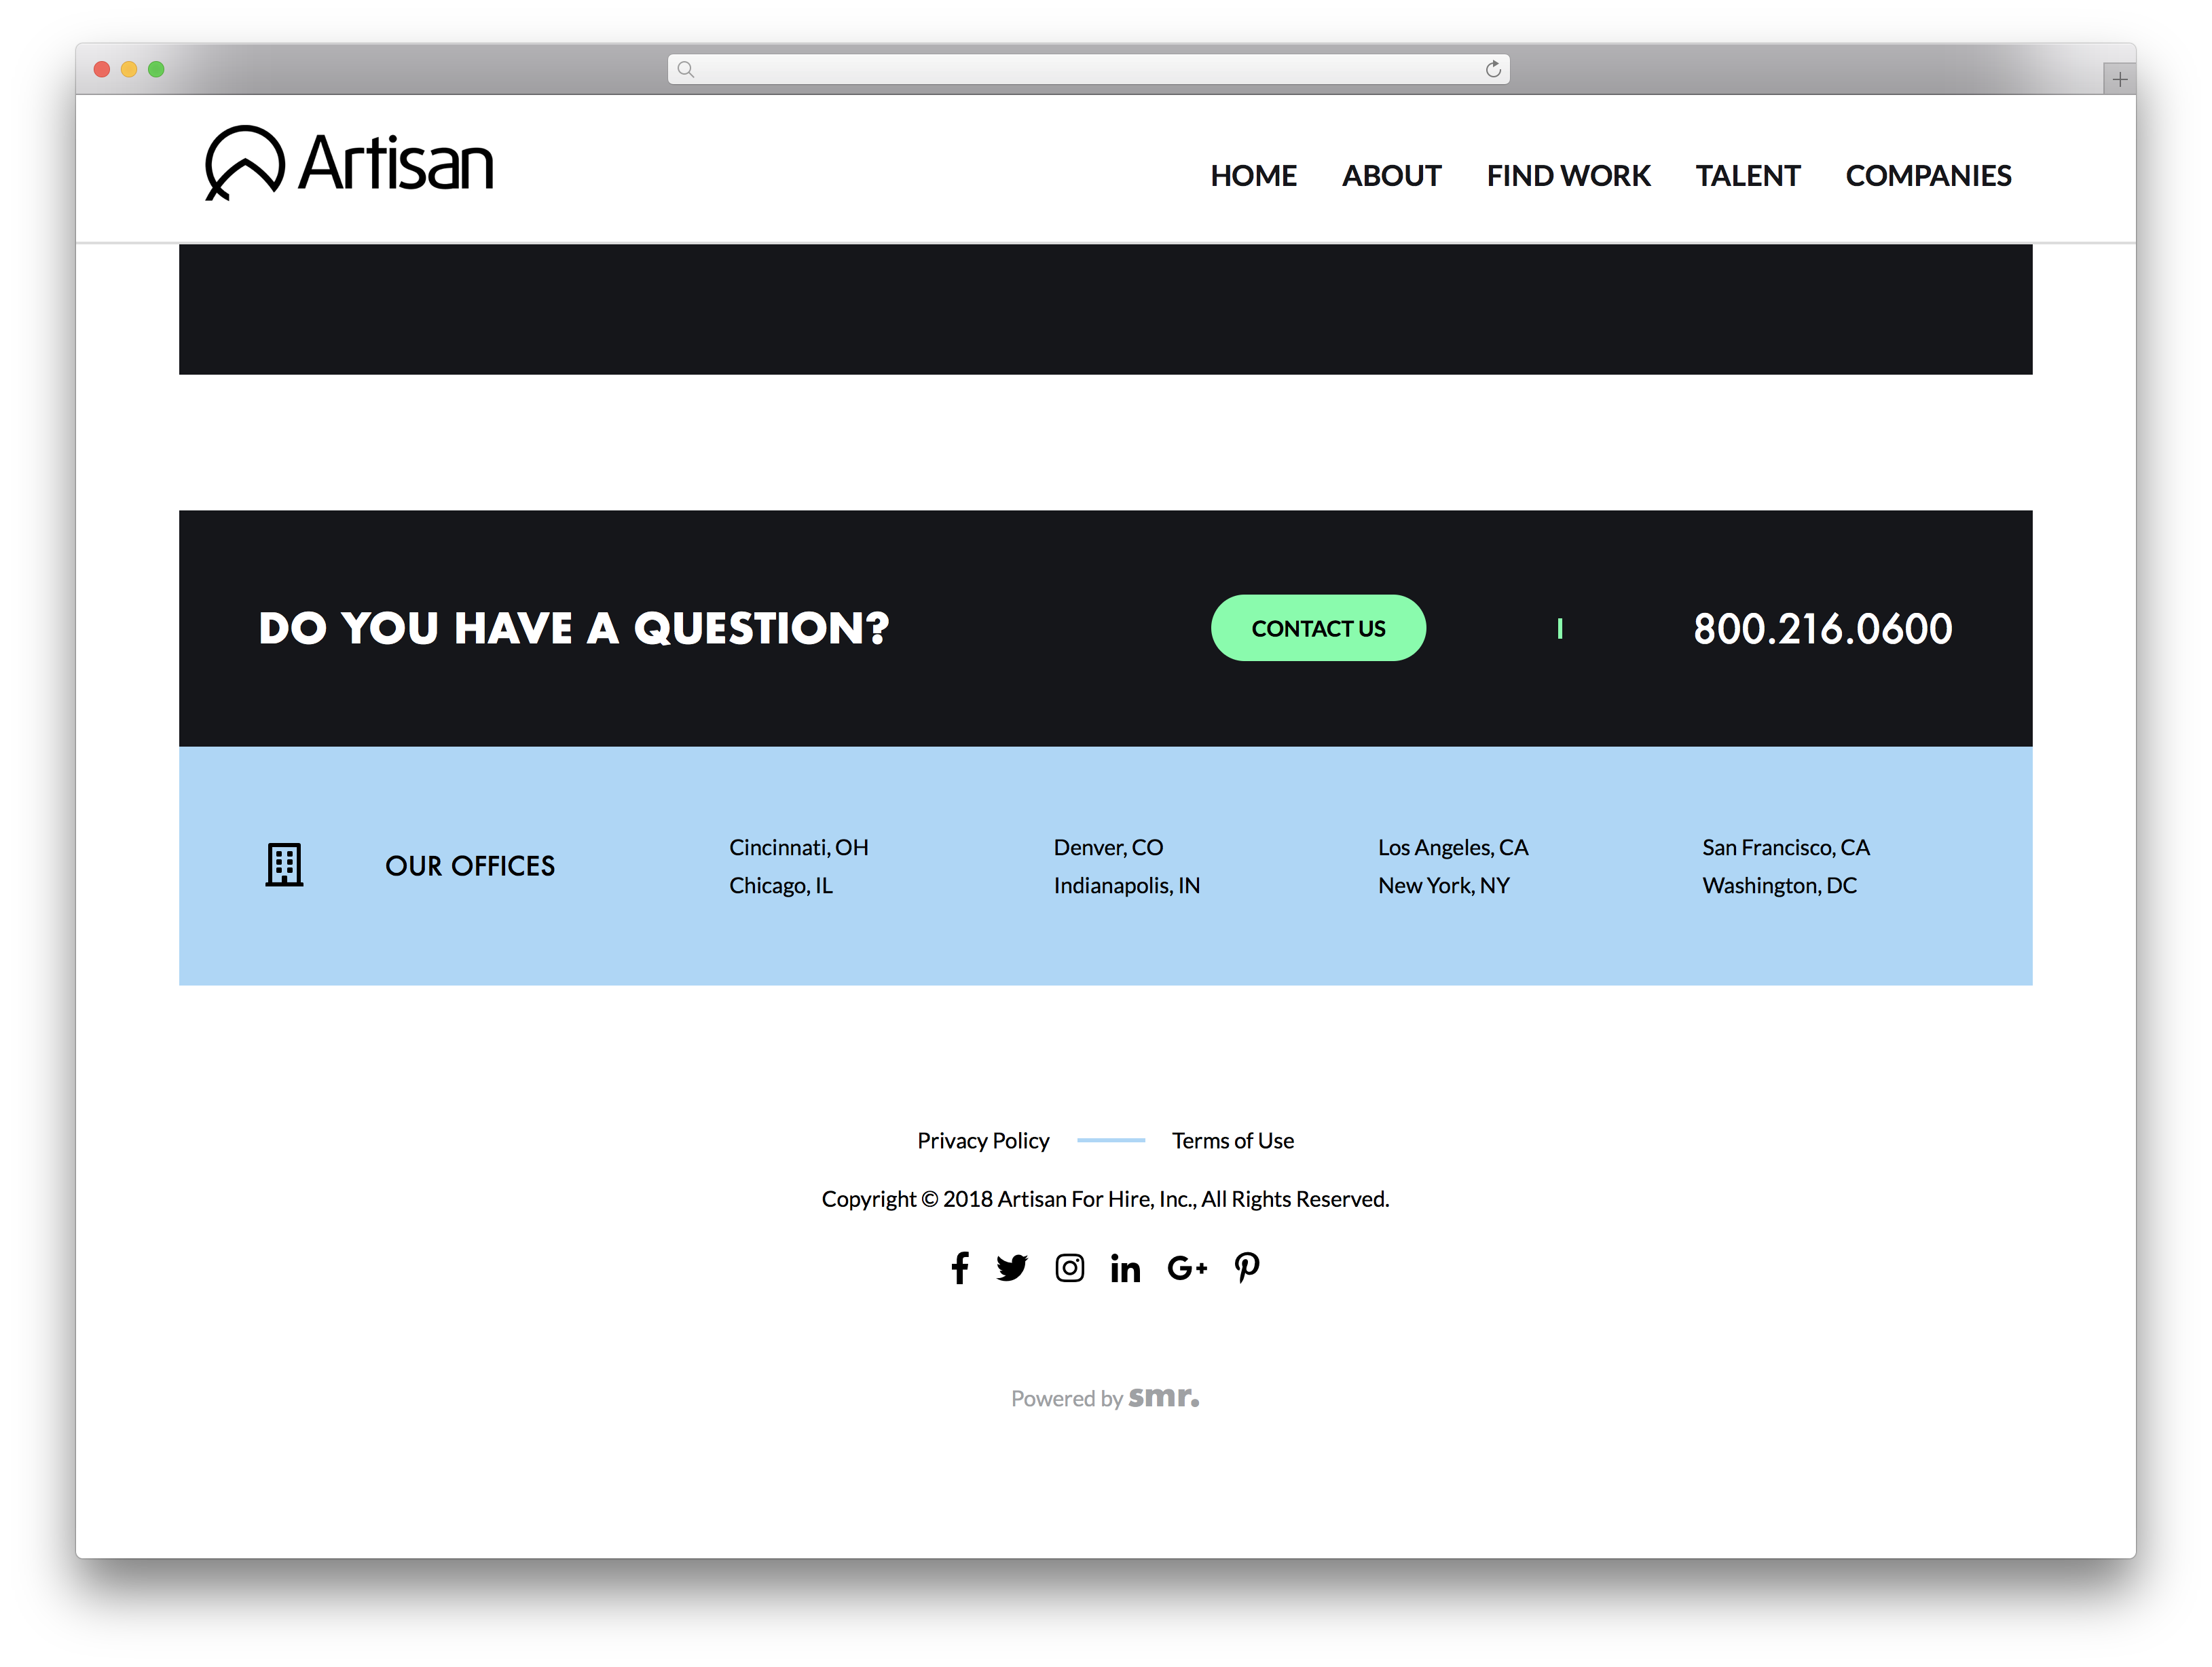 Artisan
HOME ABOUT FIND WORK TALENT COMPANIES
DO YOU HAVE A QUESTION?
CONTACT US
800.216.0600
OUR OFFICES
Cincinnati, OH
Chicago, IL
Denver, CO
Indianapolis, IN
Los Angeles, CA
New York, NY
San Francisco, CA
Washington, DC
Privacy Policy
Terms of Use
Copyright © 2018 Artisan For Hire, Inc., All Rights Reserved.
Powered by smr.